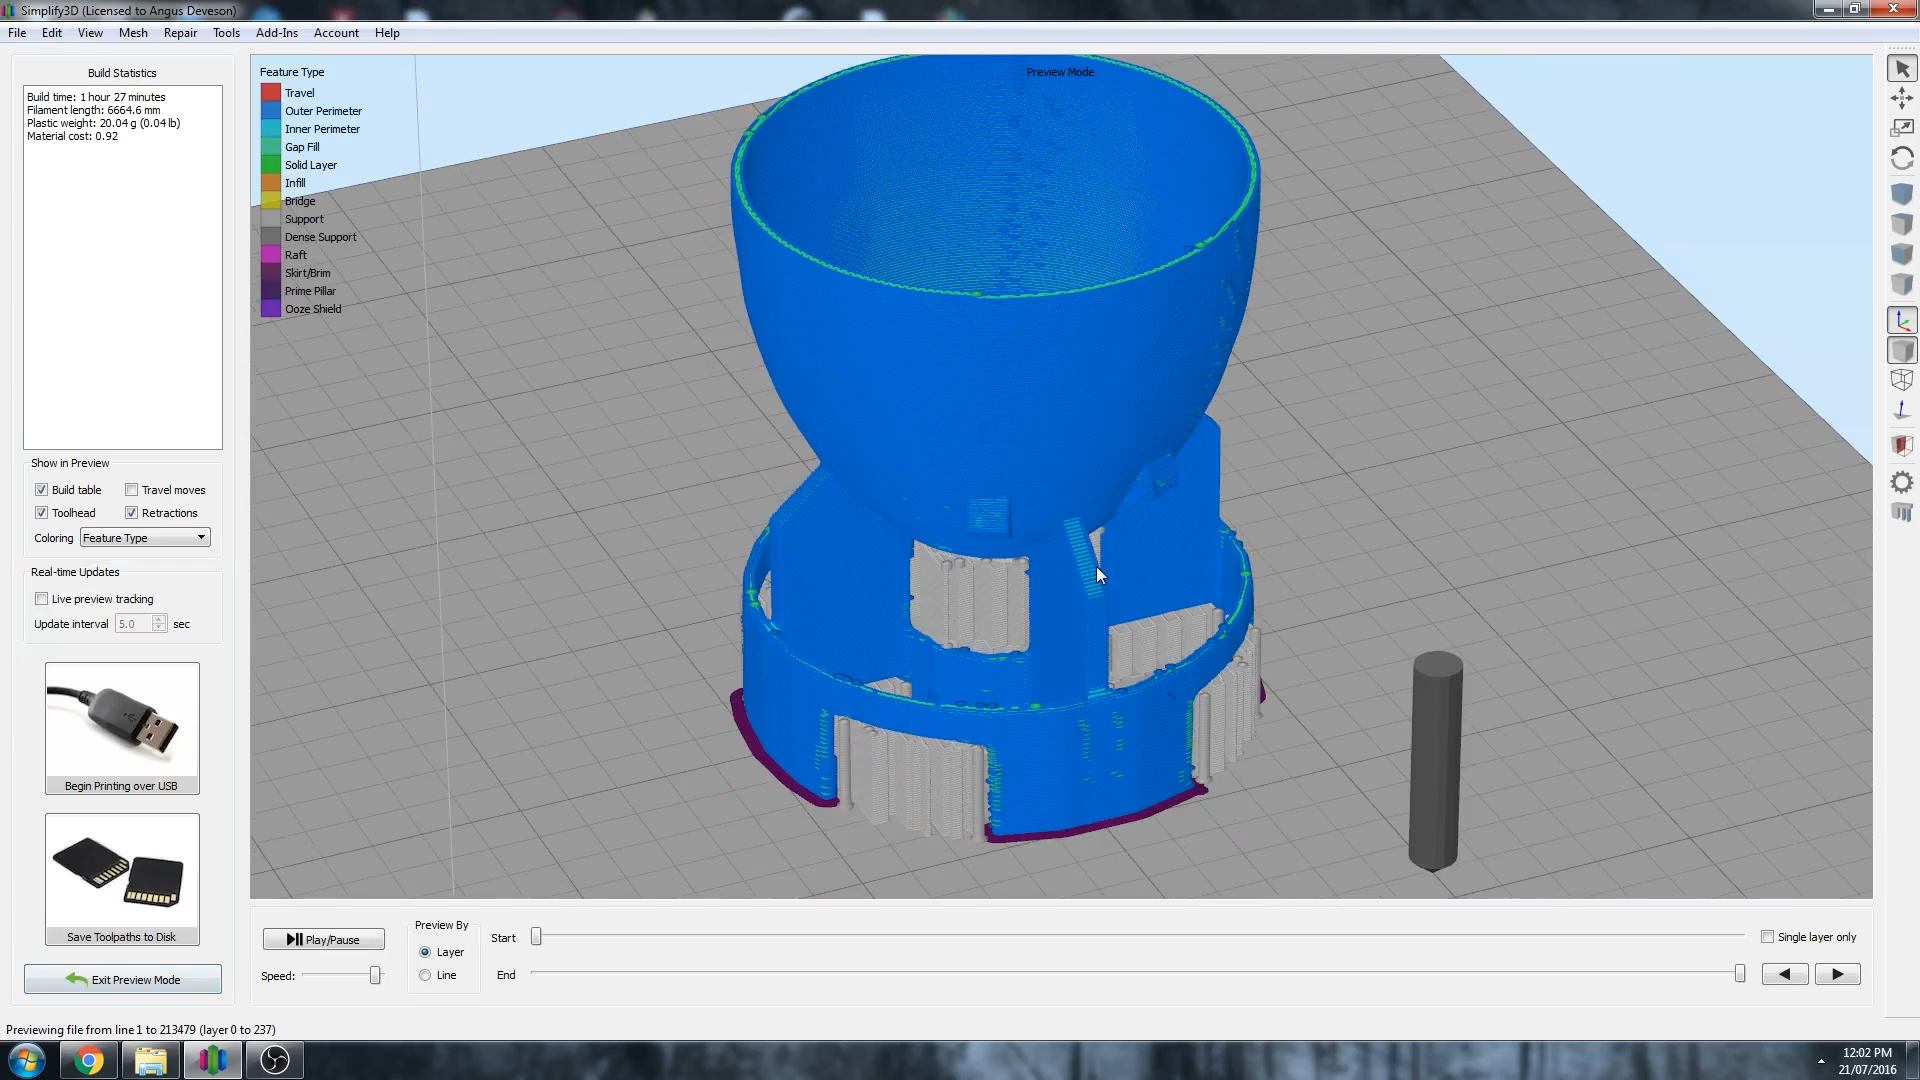 Simplify3D (Licensed to Angus Deveson)
File Edit View Mesh Repair Tools Add-Ins Account Help
Build Statistics
Build time: 1 hour 27 minutes
Filament length: 6664.6 mm
Plastic weight: 20.04 g (0.04 lb)
Material cost: 0.92
Show in Preview
Build table Travel moves
Toolhead Retractions
Coloring Feature Type
Real-time Updates
Live preview tracking
Update interval 5.0 sec
Begin Printing over USB
Save Toolpaths to Disk
Exit Preview Mode
Feature Type
Travel
Outer Perimeter
Inner Perimeter
Gap Fill
Solid Layer
Infill
Bridge
Support
Dense Support
Raft
Skirt/Brim
Prime Pillar
Ooze Shield
Preview Mode
Play/Pause
Speed:
Preview By
Layer
Line
Start
End
Single layer only
Previewing file from line 1 to 213479 (layer 0 to 237)
12:02 PM
21/07/2016